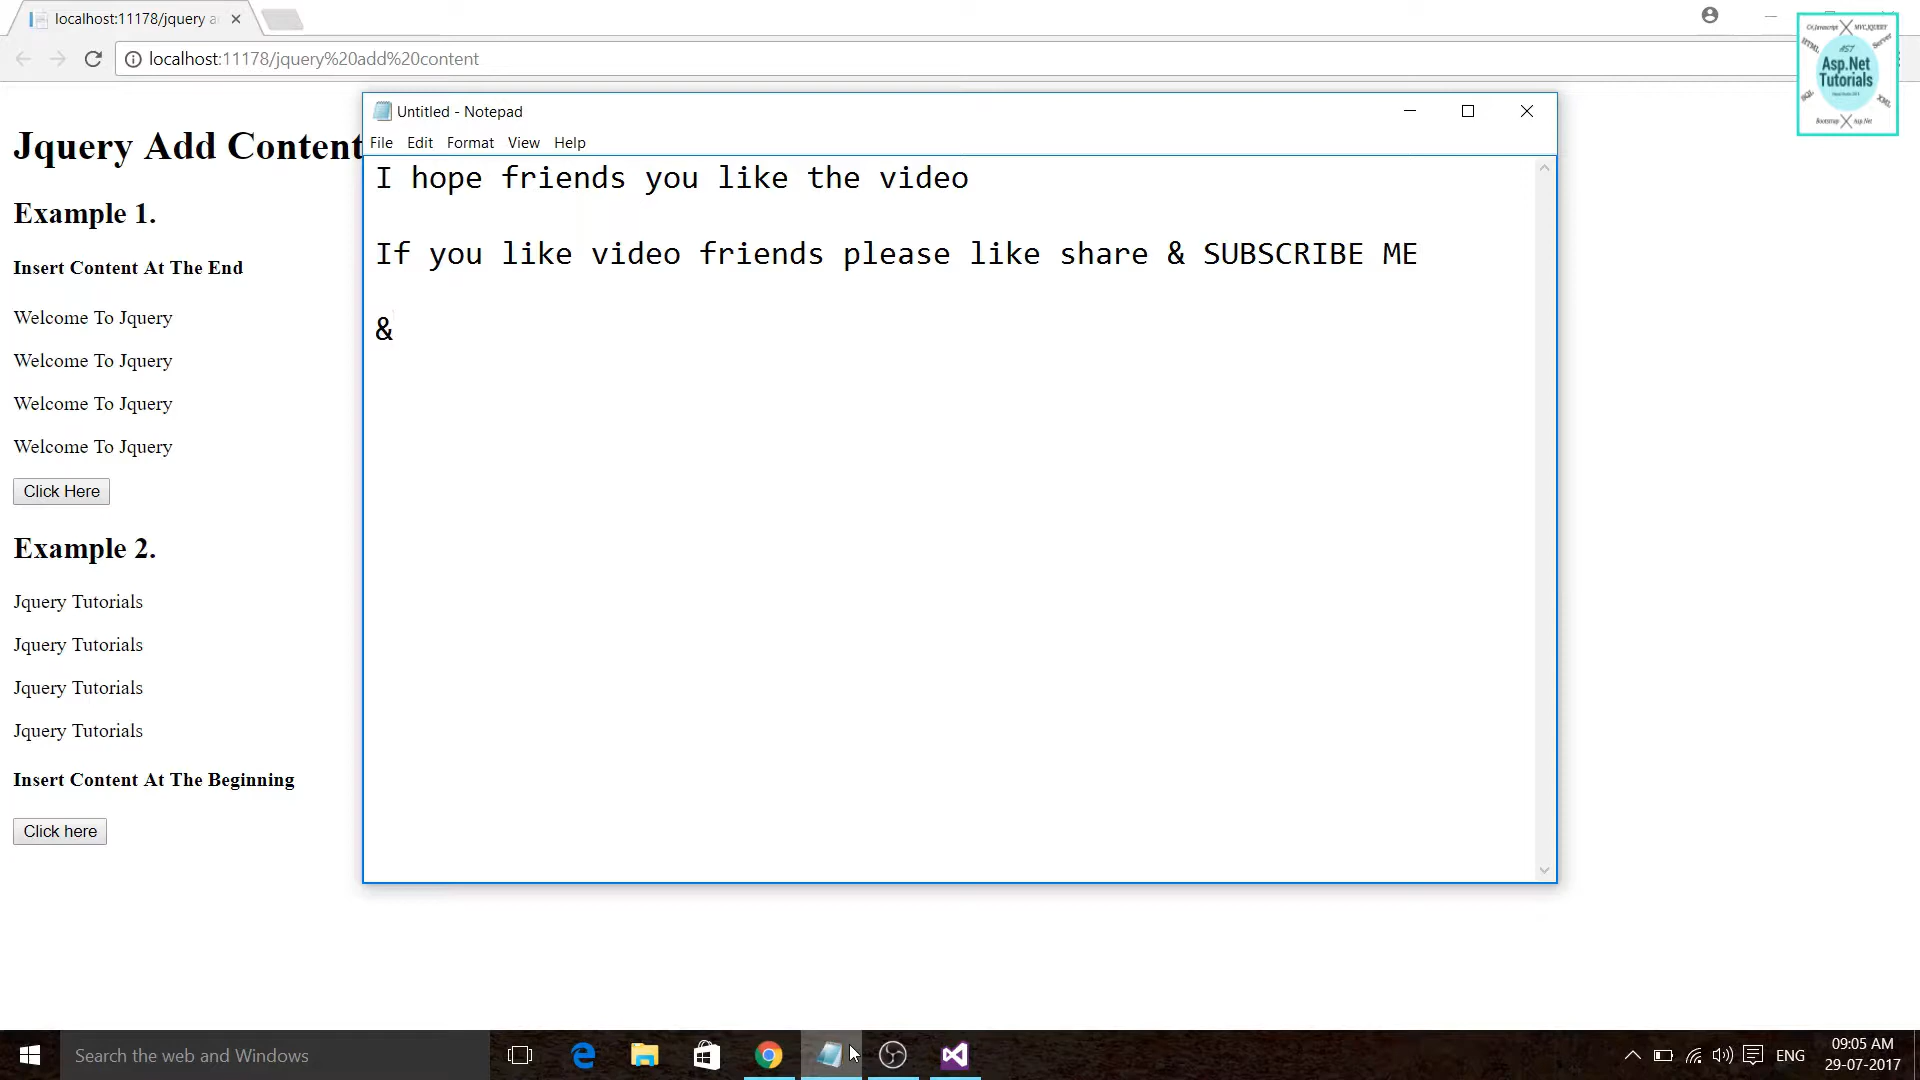 localhost:11178/jquery a
localhost:11178/jquery%20add%20content
Asp.Net
Tutorials
Jquery Add Content
Example 1.
Insert Content At The End
Welcome To Jquery
Welcome To Jquery
Welcome To Jquery
Welcome To Jquery
Click Here
Example 2.
Jquery Tutorials
Jquery Tutorials
Jquery Tutorials
Jquery Tutorials
Insert Content At The Beginning
Click here
Untitled - Notepad
File Edit Format View Help
I hope friends you like the video
If you like video friends please like share & SUBSCRIBE ME
&
Search the web and Windows
ENG
09:05 AM
29-07-2017